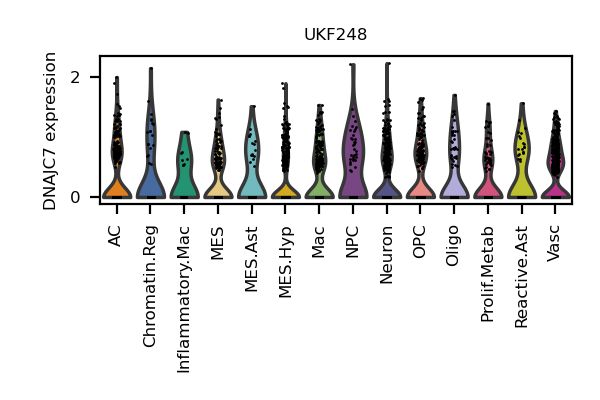 UKF248
DNAJC7 expression
2
0
AC
Chromatin.Reg
Inflammatory.Mac
MES
MES.Ast
MES.Hyp
Mac
NPC
Neuron
OPC
Oligo
Prolif.Metab
Reactive.Ast
Vasc